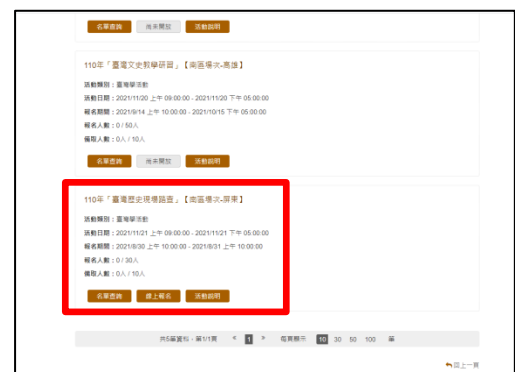 名單查詢 尚未開放 活動說明
110年「臺灣文史教學研習」【南區場次-高雄】
活動類別：臺灣學活動
活動日期：2021/11/20 上午 09:00:00 - 2021/11/20 下午 05:00:00
報名期間：2021/9/14 上午 10:00:00 - 2021/10/15 下午 05:00:00
報名人數：0 / 50人
備取人數：0人 / 10人
名單查詢 尚未開放 活動說明
110年「臺灣歷史現場踏查」【南區場次-屏東】
活動類別：臺灣學活動
活動日期：2021/11/21 上午 09:00:00 - 2021/11/21 下午 05:00:00
報名期間：2021/8/30 上午 10:00:00 - 2021/8/31 上午 10:00:00
報名人數：0 / 30人
備取人數：0人 / 10人
名單查詢 線上報名 活動說明
共5筆資料，第1/1頁 « 1 » 每頁顯示 10 30 50 100 筆
回上一頁